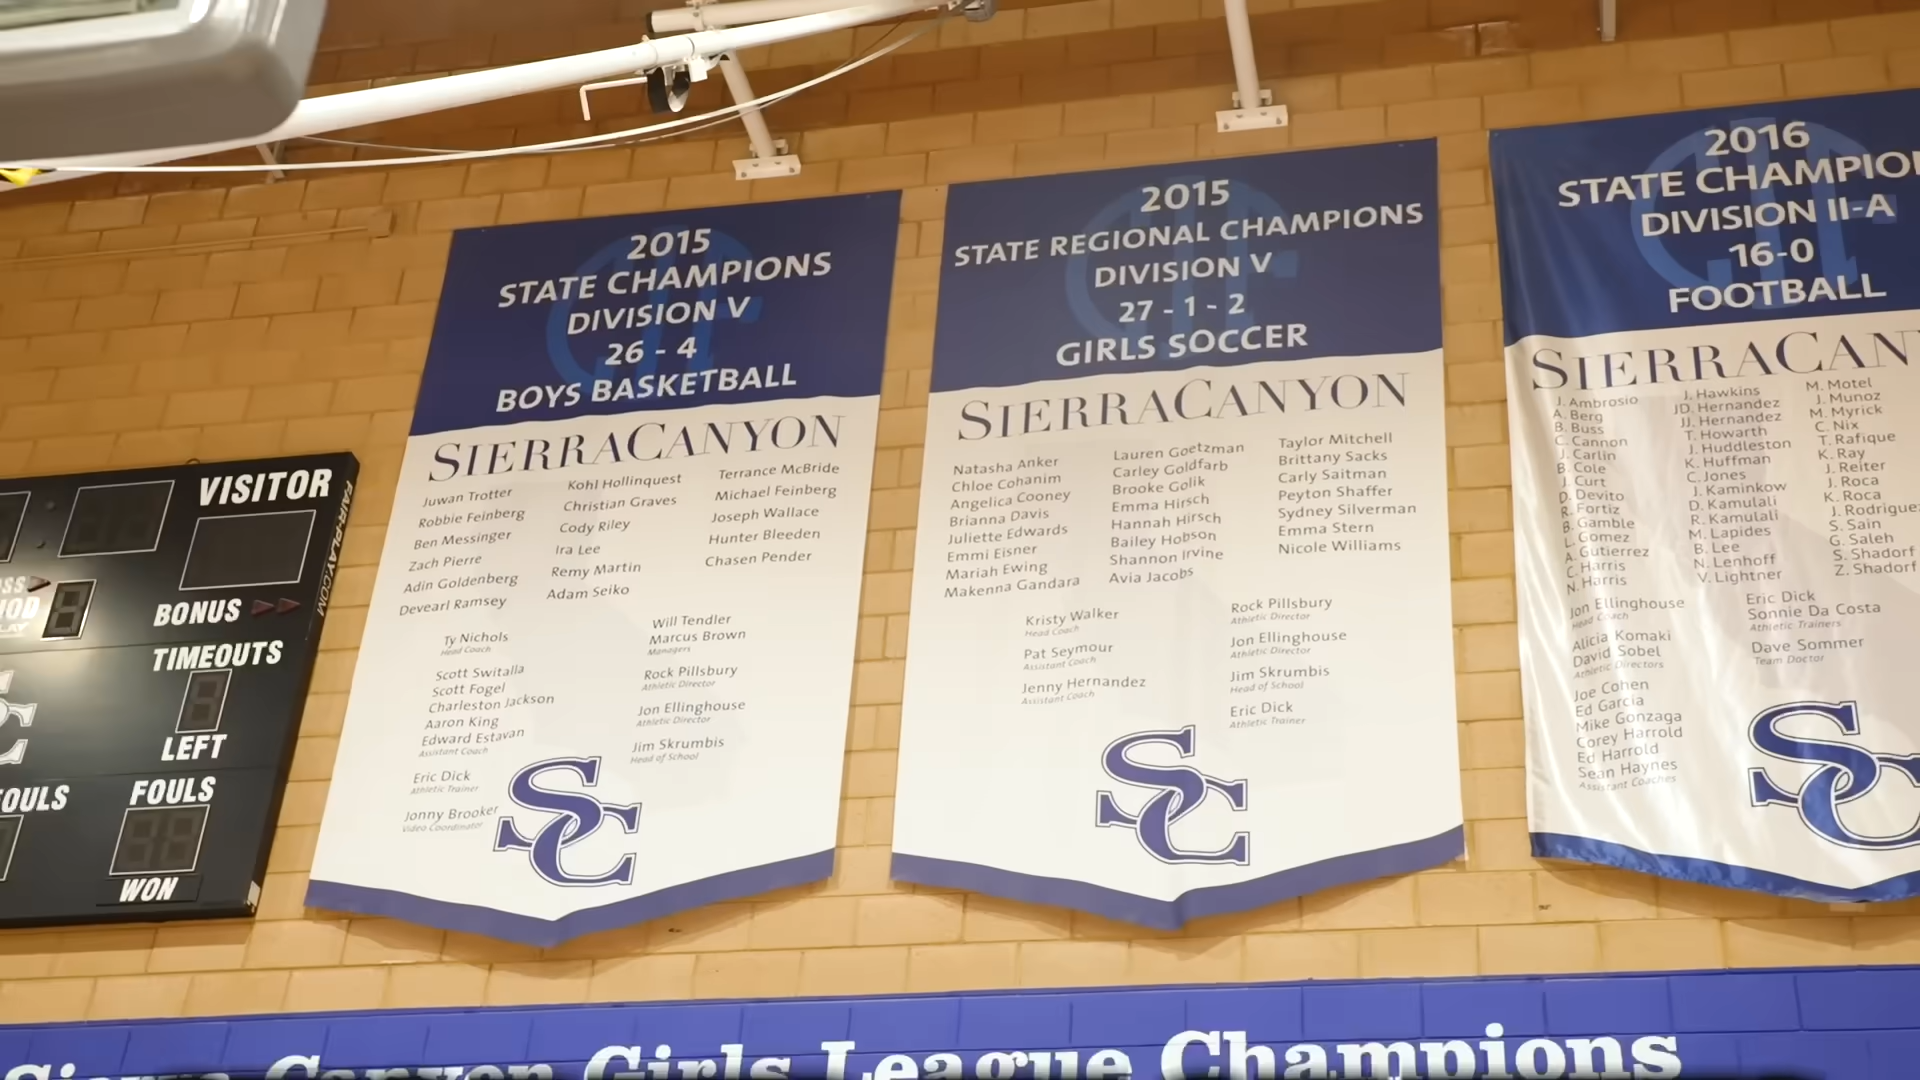 VISITOR
FAIR-PLAY.COM
BONUS
TIMEOUTS
LEFT
FOULS
WON
2015
STATE CHAMPIONS
DIVISION V
26 - 4
BOYS BASKETBALL
SIERRACANYON
Juwan Trotter
Robbie Feinberg
Ben Messinger
Zach Pierre
Adin Goldenberg
Devearl Ramsey
Kohl Hollinquest
Christian Graves
Cody Riley
Ira Lee
Remy Martin
Adam Seiko
Terrance McBride
Michael Feinberg
Joseph Wallace
Hunter Bleeden
Chasen Pender
Ty Nichols
Head Coach
Scott Switalla
Scott Fogel
Charleston Jackson
Aaron King
Edward Estavan
Assistant Coach
Eric Dick
Athletic Trainer
Jonny Brooker
Video Coordinator
Will Tendler
Marcus Brown
Managers
Rock Pillsbury
Athletic Director
Jon Ellinghouse
Athletic Director
Jim Skrumbis
Head of School
SC
2015
STATE REGIONAL CHAMPIONS
DIVISION V
27 - 1 - 2
GIRLS SOCCER
SIERRACANYON
Natasha Anker
Chloe Cohanim
Angelica Cooney
Brianna Davis
Juliette Edwards
Emmi Eisner
Mariah Ewing
Makenna Gandara
Lauren Goetzman
Carley Goldfarb
Brooke Golik
Emma Hirsch
Hannah Hirsch
Bailey Hobson
Shannon Irvine
Avia Jacobs
Taylor Mitchell
Brittany Sacks
Carly Saitman
Peyton Shaffer
Sydney Silverman
Emma Stern
Nicole Williams
Kristy Walker
Head Coach
Pat Seymour
Assistant Coach
Jenny Hernandez
Assistant Coach
Rock Pillsbury
Athletic Director
Jon Ellinghouse
Athletic Director
Jim Skrumbis
Head of School
Eric Dick
Athletic Trainer
SC
2016
STATE CHAMPIO
DIVISION II-A
16-0
FOOTBALL
SIERRACAN
J. Ambrosio
A. Berg
B. Buss
C. Cannon
J. Carlin
B. Cole
J. Curt
D. Devito
R. Fortiz
B. Gamble
L. Gomez
A. Gutierrez
C. Harris
N. Harris
J. Hawkins
JD. Hernandez
JJ. Hernandez
T. Howarth
J. Huddleston
K. Huffman
C. Jones
J. Kaminkow
D. Kamulali
R. Kamulali
M. Lapides
B. Lee
N. Lenhoff
V. Lightner
M. Motel
J. Munoz
M. Myrick
C. Nix
T. Rafique
K. Ray
J. Reiter
J. Roca
K. Roca
J. Rodrigue
S. Sain
G. Saleh
S. Shadorf
Z. Shadorf
Jon Ellinghouse
Head Coach
Alicia Komaki
David Sobel
Athletic Directors
Joe Cohen
Ed Garcia
Mike Gonzaga
Corey Harrold
Ed Harrold
Sean Haynes
Assistant Coaches
Eric Dick
Sonnie Da Costa
Athletic Trainers
Dave Sommer
Team Doctor
SC
Sierra Canyon Girls League Champions